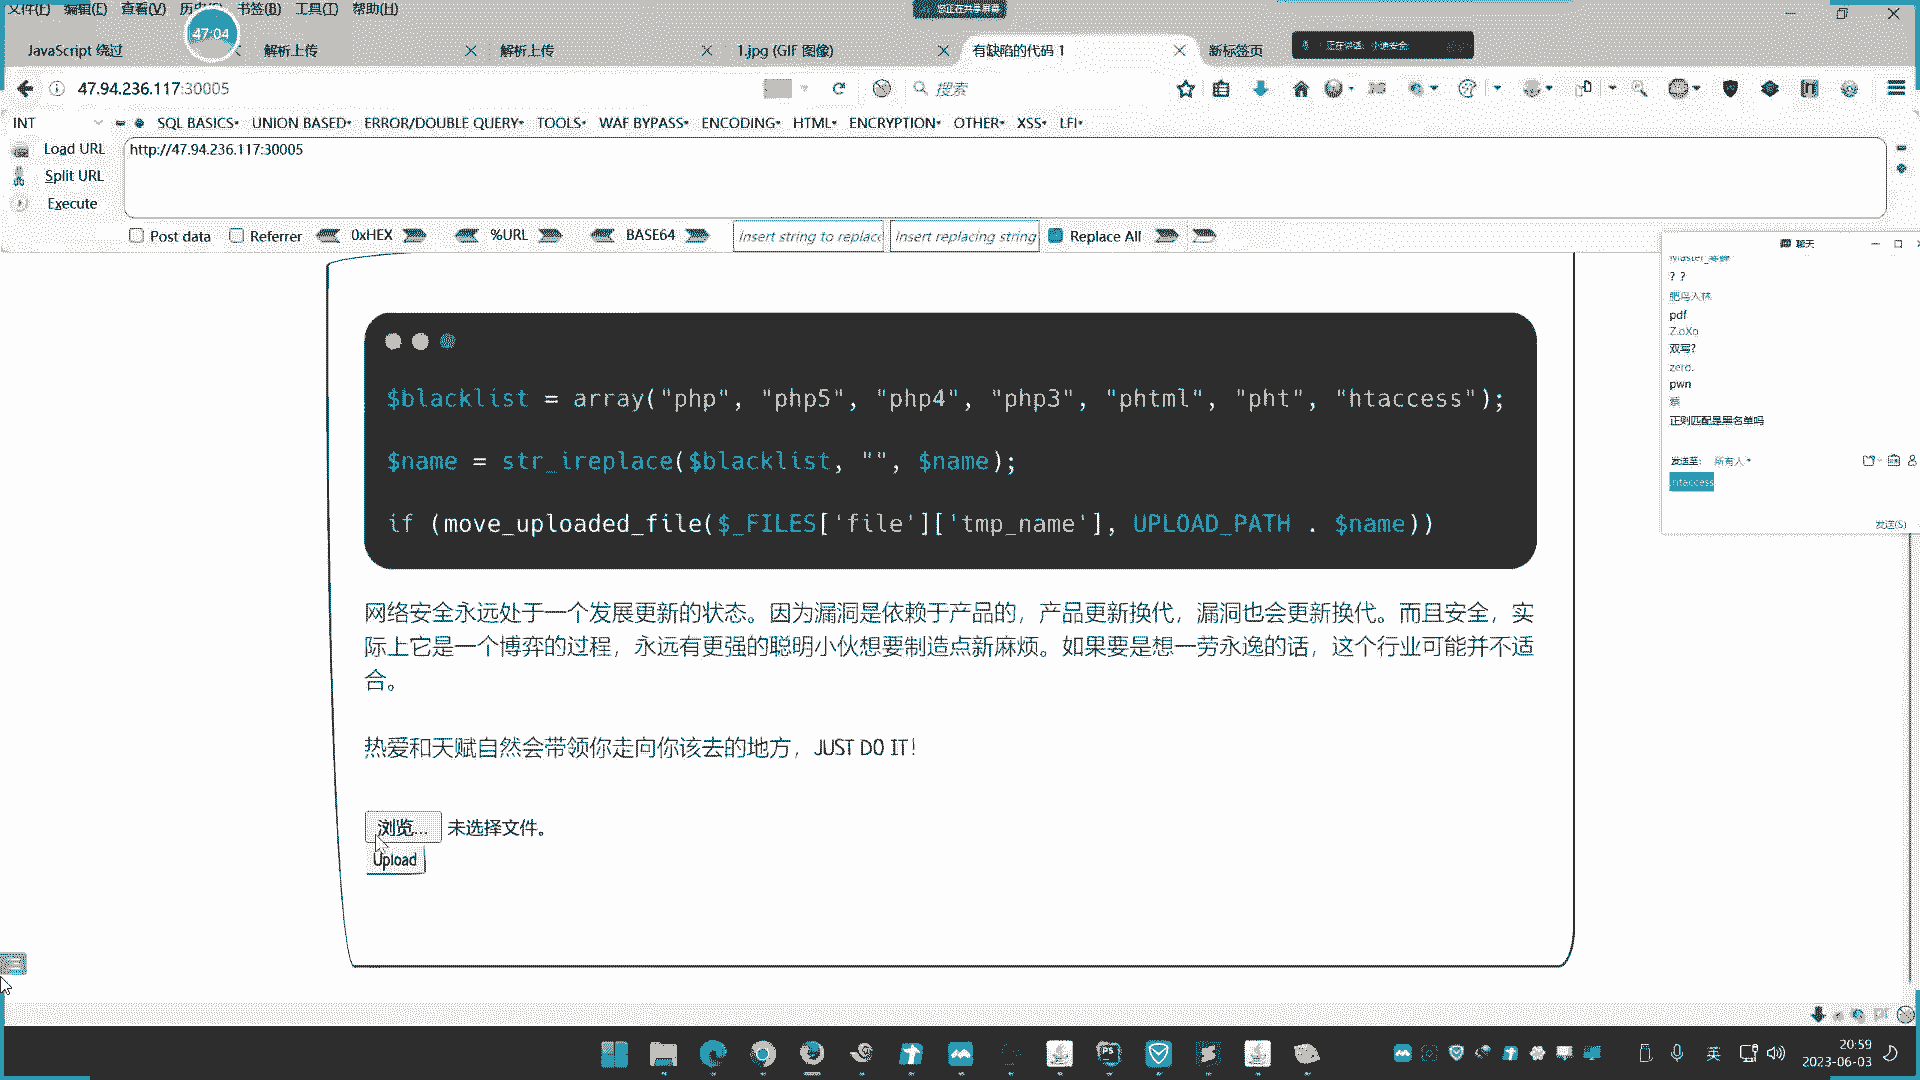 文件(F) 编辑(E) 查看(V) 历史(S) 书签(B) 工具(T) 帮助(H)
您正在共享屏幕
47:04
JavaScript 绕过
解析上传
解析上传
1.jpg (GIF 图像)
有缺陷的代码 1
新标签页
47.94.236.117:30005
搜索
INT
SQL BASICS
UNION BASED
ERROR/DOUBLE QUERY
TOOLS
WAF BYPASS
ENCODING
HTML
ENCRYPTION
OTHER
XSS
LFI
Load URL
http://47.94.236.117:30005
Split URL
Execute
Post data
Referrer
0xHEX
%URL
BASE64
Insert string to replace
Insert replacing string
Replace All
聊天
? ?
肥鸟入林
pdf
Z.oXo
双写?
zero.
pwn
紫
正则匹配是黑名单吗
发送至: 所有人
.htaccess
发送(S)
$blacklist = array("php", "php5", "php4", "php3", "phtml", "pht", "htaccess");
$name = str_ireplace($blacklist, "", $name);
if (move_uploaded_file($_FILES['file']['tmp_name'], UPLOAD_PATH . $name))
网络安全永远处于一个发展更新的状态。因为漏洞是依赖于产品的，产品更新换代，漏洞也会更新换代。而且安全，实
际上它是一个博弈的过程，永远有更强的聪明小伙想要制造点新麻烦。如果要是想一劳永逸的话，这个行业可能并不适
合。
热爱和天赋自然会带领你走向你该去的地方，JUST DO IT！
浏览... 未选择文件。
Upload
英
20:59
2023-06-03